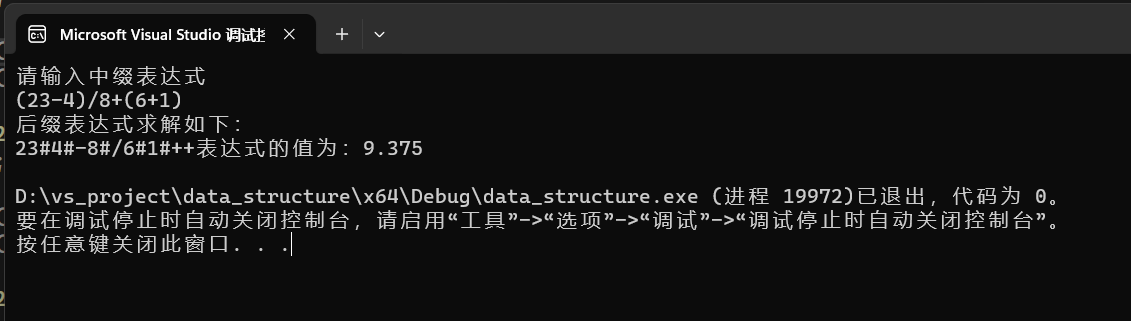 Microsoft Visual Studio 调试
请输入中缀表达式
(23-4)/8+(6+1)
后缀表达式求解如下:
23#4#-8#/6#1#++表达式的值为: 9.375
D:\vs_project\data_structure\x64\Debug\data_structure.exe (进程 19972)已退出，代码为 0。
要在调试停止时自动关闭控制台，请启用“工具”->“选项”->“调试”->“调试停止时自动关闭控制台”。
按任意键关闭此窗口. . .